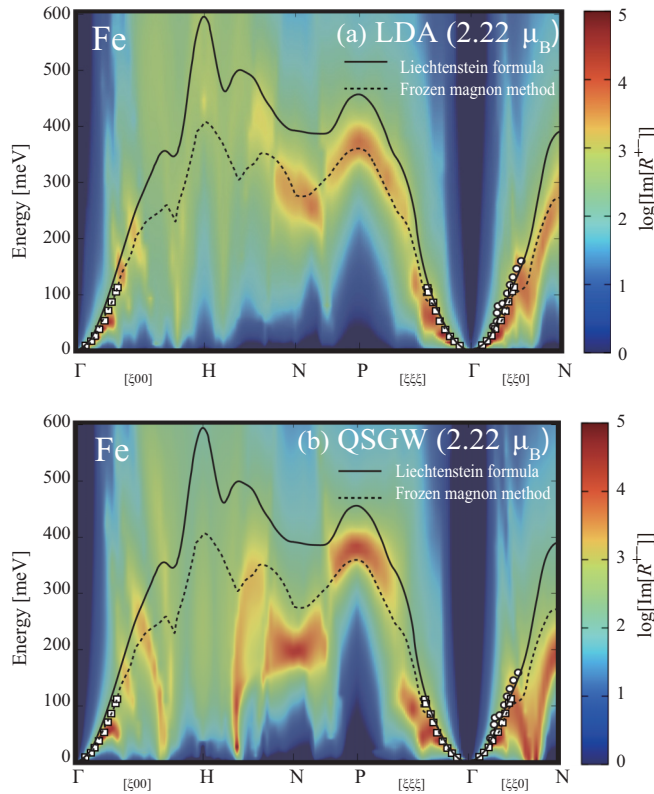 Fe
(a) LDA (2.22 μB)
Liechtenstein formula
Frozen magnon method
Energy [meV]
600
500
400
300
200
100
0
Γ
[ξ00]
H
N
P
[ξξξ]
Γ
[ξξ0]
N
5
4
3
2
1
0
log[Im[R+−]]
Fe
(b) QSGW (2.22 μB)
Liechtenstein formula
Frozen magnon method
Energy [meV]
600
500
400
300
200
100
0
Γ
[ξ00]
H
N
P
[ξξξ]
Γ
[ξξ0]
N
5
4
3
2
1
0
log[Im[R+−]]